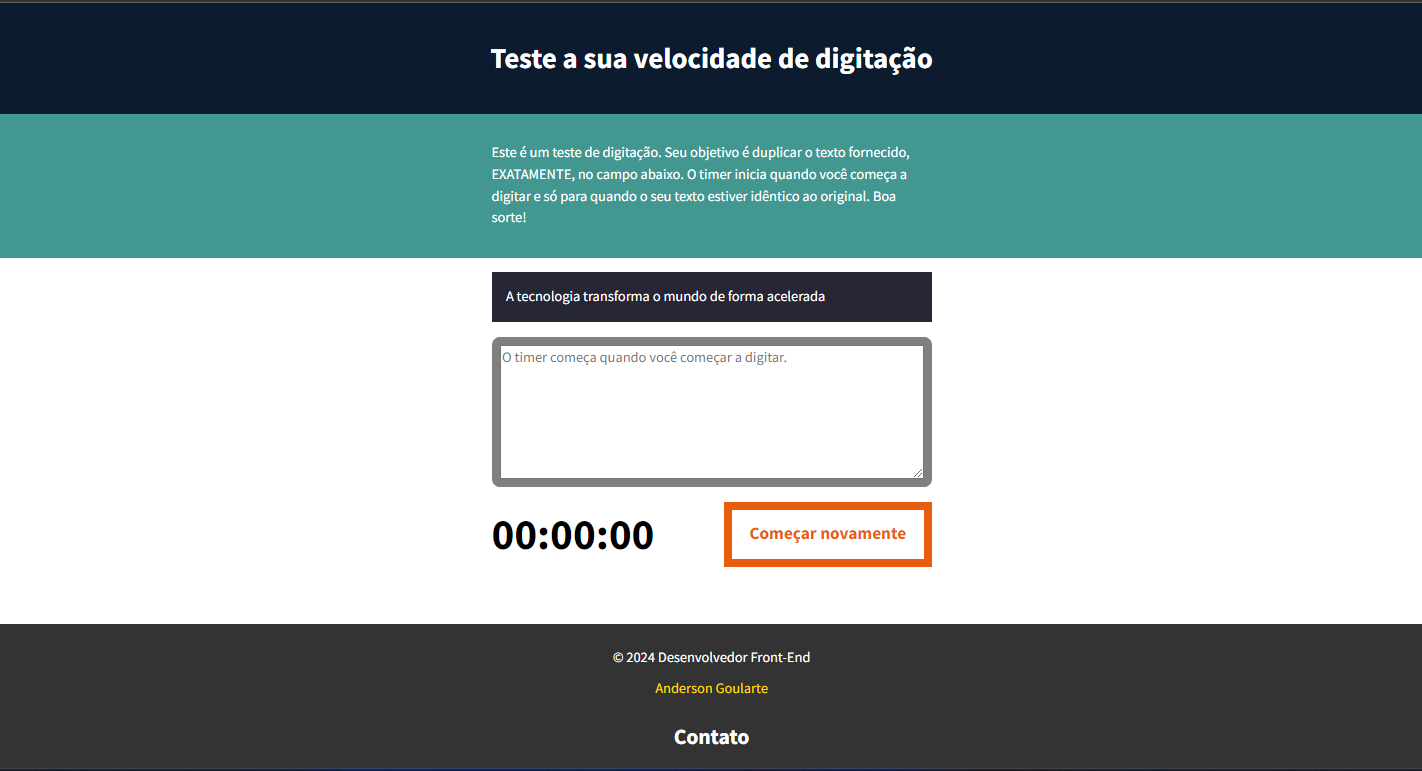 Teste a sua velocidade de digitação
Este é um teste de digitação. Seu objetivo é duplicar o texto fornecido,
EXATAMENTE, no campo abaixo. O timer inicia quando você começa a
digitar e só para quando o seu texto estiver idêntico ao original. Boa
sorte!
A tecnologia transforma o mundo de forma acelerada
O timer começa quando você começar a digitar.
00:00:00
Começar novamente
© 2024 Desenvolvedor Front-End
Anderson Goularte
Contato